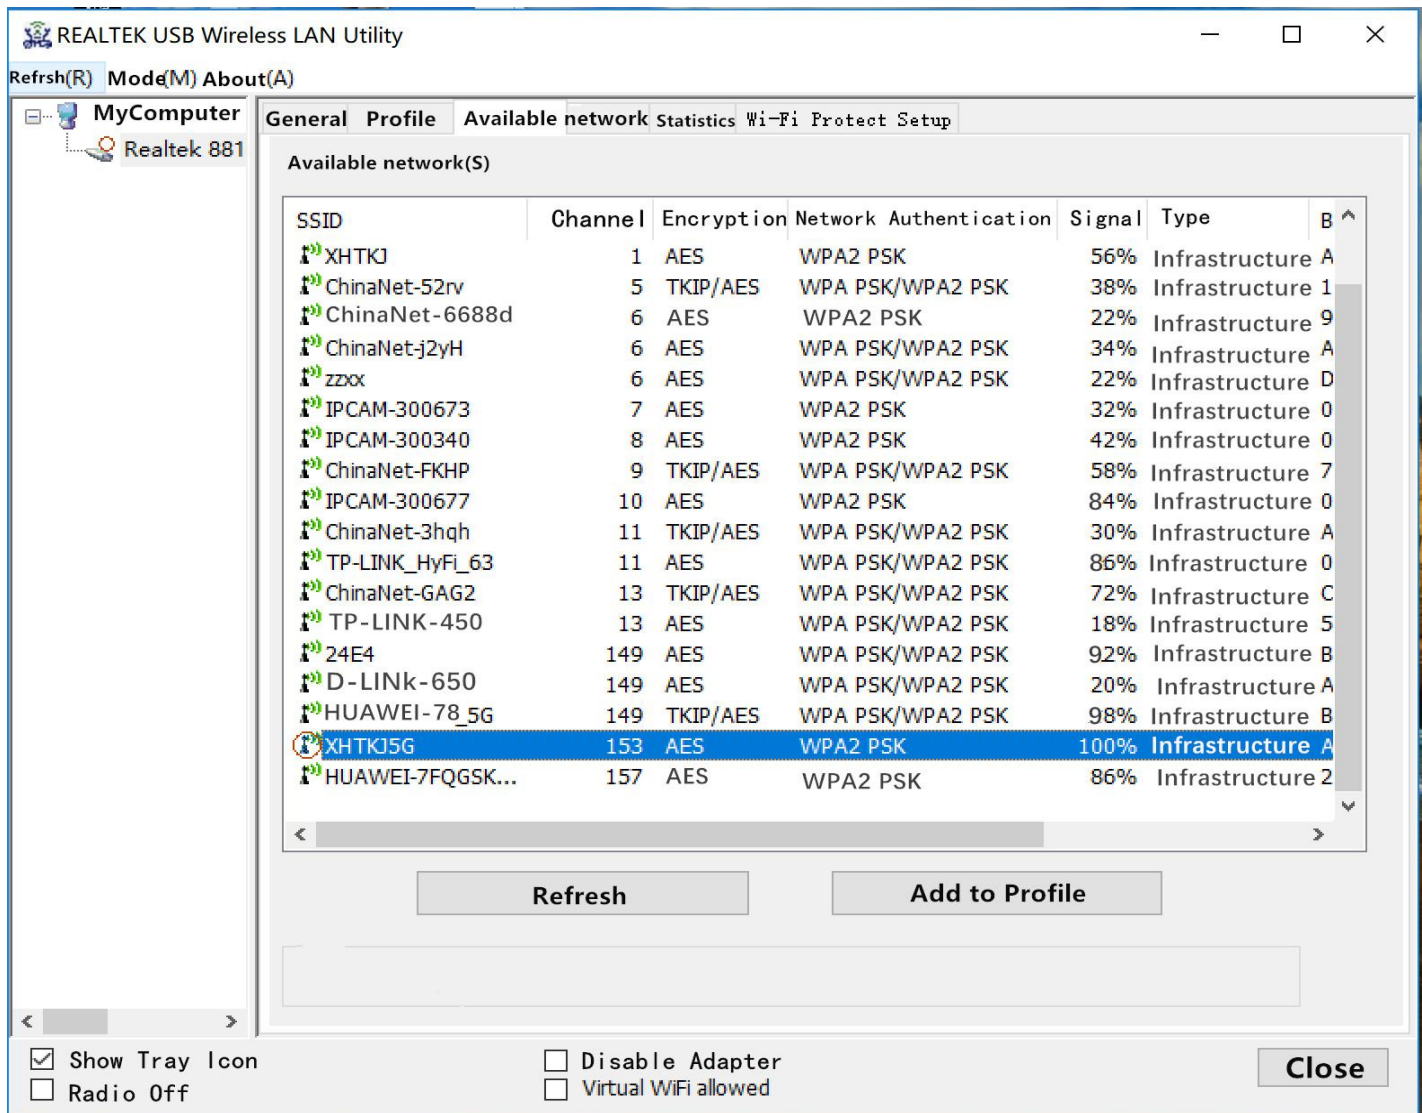 REALTEK USB Wireless LAN Utility
Refrsh(R) Mode(M) About(A)
MyComputer
Realtek 881
General Profile Available network Statistics Wi-Fi Protect Setup
Available network(S)
SSID Channel Encryption Network Authentication Signal Type B
XHTKJ 1 AES WPA2 PSK 56% Infrastructure A
ChinaNet-52rv 5 TKIP/AES WPA PSK/WPA2 PSK 38% Infrastructure 1
ChinaNet-6688d 6 AES WPA2 PSK 22% Infrastructure 9
ChinaNet-j2yH 6 AES WPA PSK/WPA2 PSK 34% Infrastructure A
zzxx 6 AES WPA PSK/WPA2 PSK 22% Infrastructure D
IPCAM-300673 7 AES WPA2 PSK 32% Infrastructure 0
IPCAM-300340 8 AES WPA2 PSK 42% Infrastructure 0
ChinaNet-FKHP 9 TKIP/AES WPA PSK/WPA2 PSK 58% Infrastructure 7
IPCAM-300677 10 AES WPA2 PSK 84% Infrastructure 0
ChinaNet-3hqh 11 TKIP/AES WPA PSK/WPA2 PSK 30% Infrastructure A
TP-LINK_HyFi_63 11 AES WPA PSK/WPA2 PSK 86% Infrastructure 0
ChinaNet-GAG2 13 TKIP/AES WPA PSK/WPA2 PSK 72% Infrastructure C
TP-LINK-450 13 AES WPA PSK/WPA2 PSK 18% Infrastructure 5
24E4 149 AES WPA PSK/WPA2 PSK 92% Infrastructure B
D-LINk-650 149 AES WPA PSK/WPA2 PSK 20% Infrastructure A
HUAWEI-78_5G 149 TKIP/AES WPA PSK/WPA2 PSK 98% Infrastructure B
XHTKJ5G 153 AES WPA2 PSK 100% Infrastructure A
HUAWEI-7FQGSK... 157 AES WPA2 PSK 86% Infrastructure 2
Refresh Add to Profile
Show Tray Icon Disable Adapter
Radio Off Virtual WiFi allowed
Close